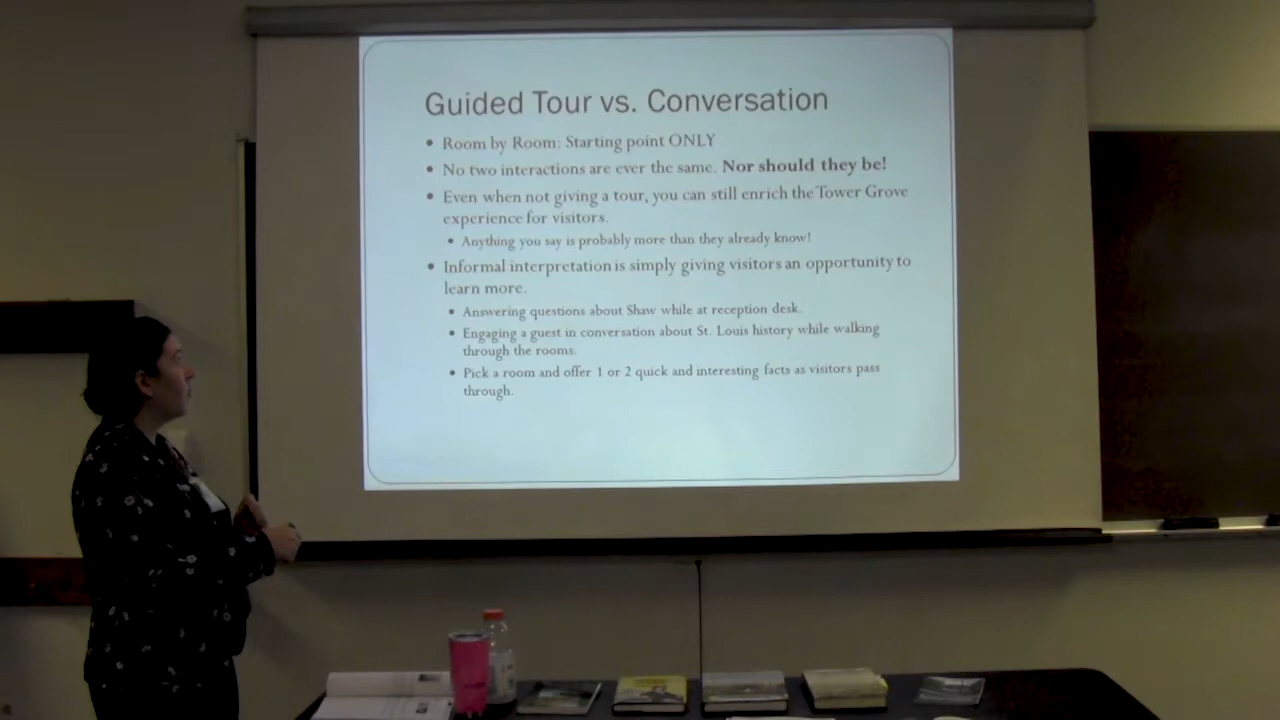 Guided Tour vs. Conversation
• Room by Room: Starting point ONLY
• No two interactions are ever the same. Nor should they be!
• Even when not giving a tour, you can still enrich the Tower Grove
experience for visitors.
• Anything you say is probably more than they already know!
• Informal interpretation is simply giving visitors an opportunity to
learn more.
• Answering questions about Shaw while at reception desk.
• Engaging a guest in conversation about St. Louis history while walking
through the rooms.
• Pick a room and offer 1 or 2 quick and interesting facts as visitors pass
through.